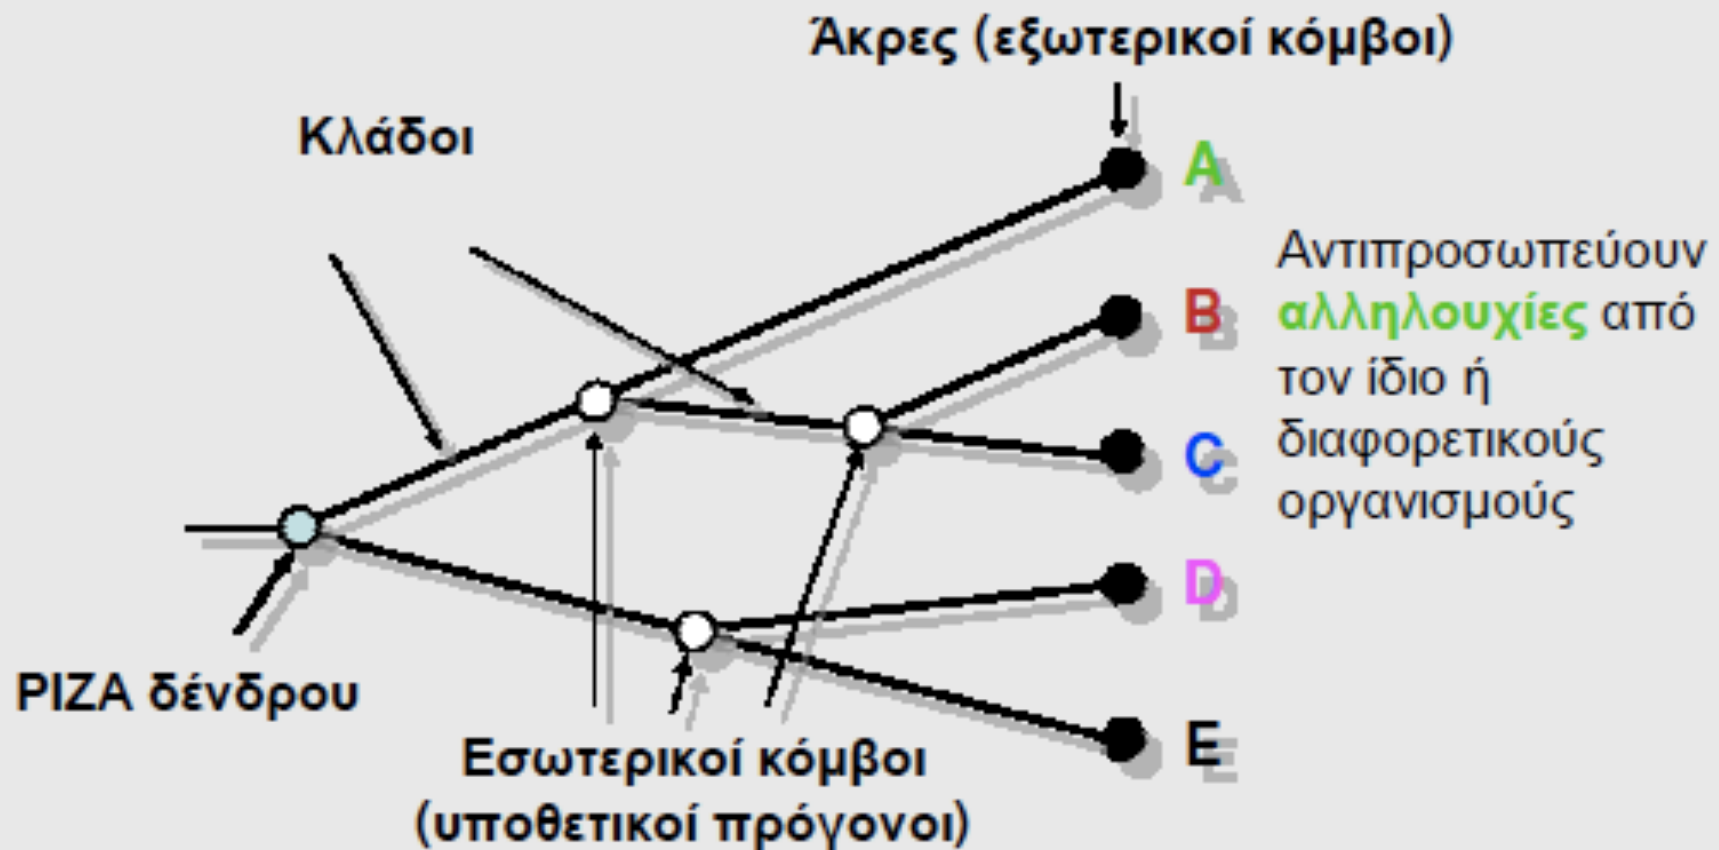 Άκρες (εξωτερικοί κόμβοι)
Κλάδοι
A
B
C
D
E
Αντιπροσωπεύουν
αλληλουχίες από
τον ίδιο ή
διαφορετικούς
οργανισμούς
ΡΙΖΑ δένδρου
Εσωτερικοί κόμβοι
(υποθετικοί πρόγονοι)